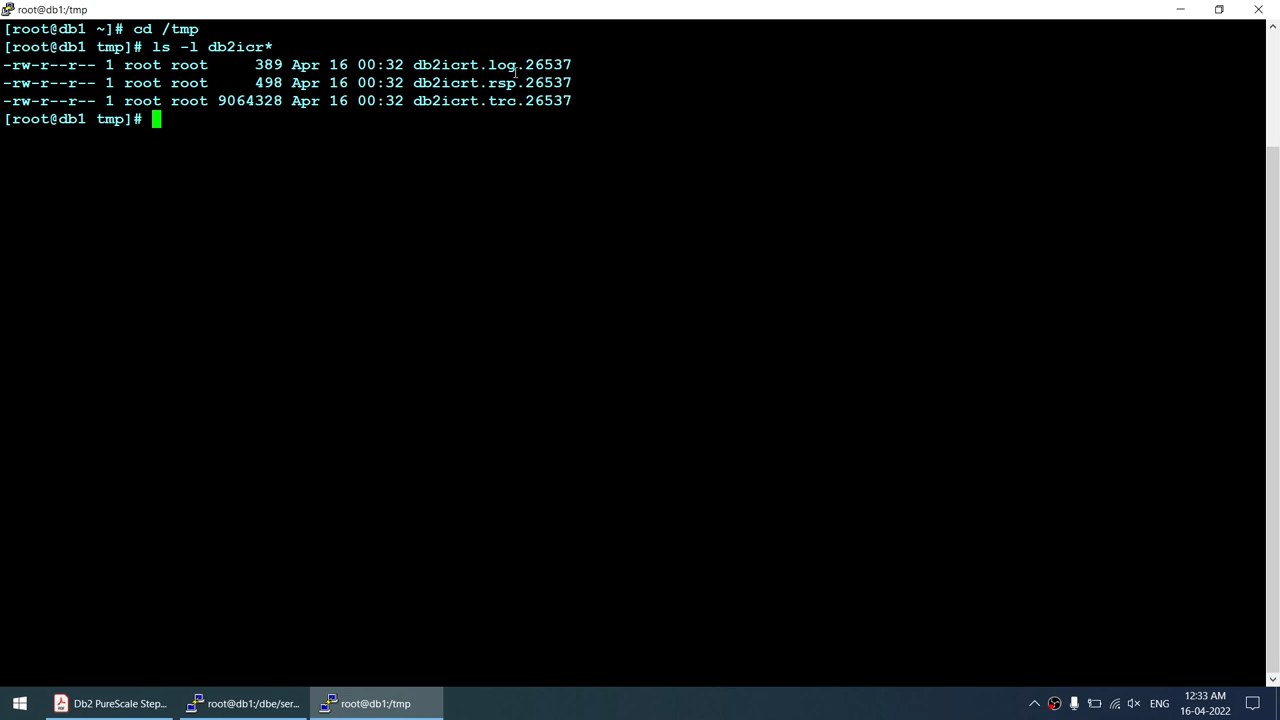 root@db1:/tmp
[root@db1 ~]# cd /tmp
[root@db1 tmp]# ls -l db2icr*
-rw-r--r-- 1 root root     389 Apr 16 00:32 db2icrt.log.26537
-rw-r--r-- 1 root root     498 Apr 16 00:32 db2icrt.rsp.26537
-rw-r--r-- 1 root root 9064328 Apr 16 00:32 db2icrt.trc.26537
[root@db1 tmp]#
Db2 PureScale Step... root@db1:/dbe/ser... root@db1:/tmp ENG 12:33 AM
16-04-2022